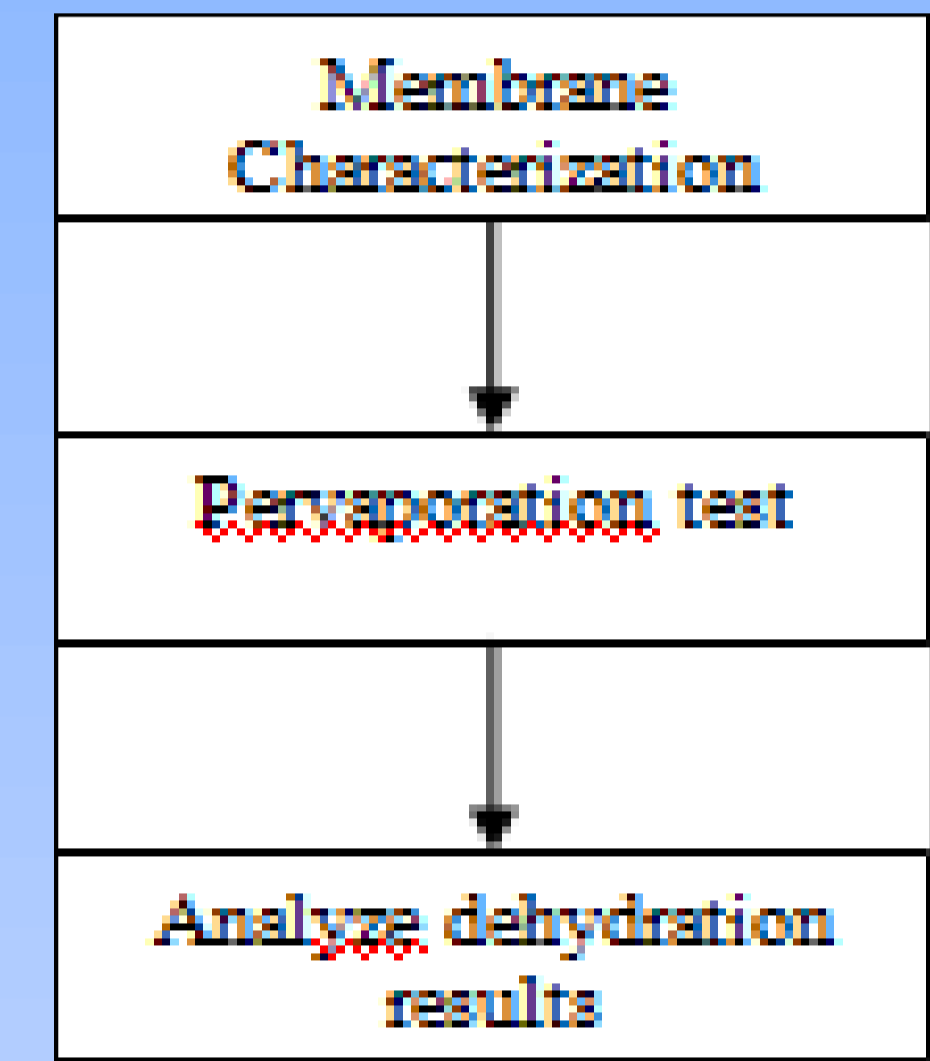 Membrane
Characterization
Pervaporation test
Analyze dehydration
results